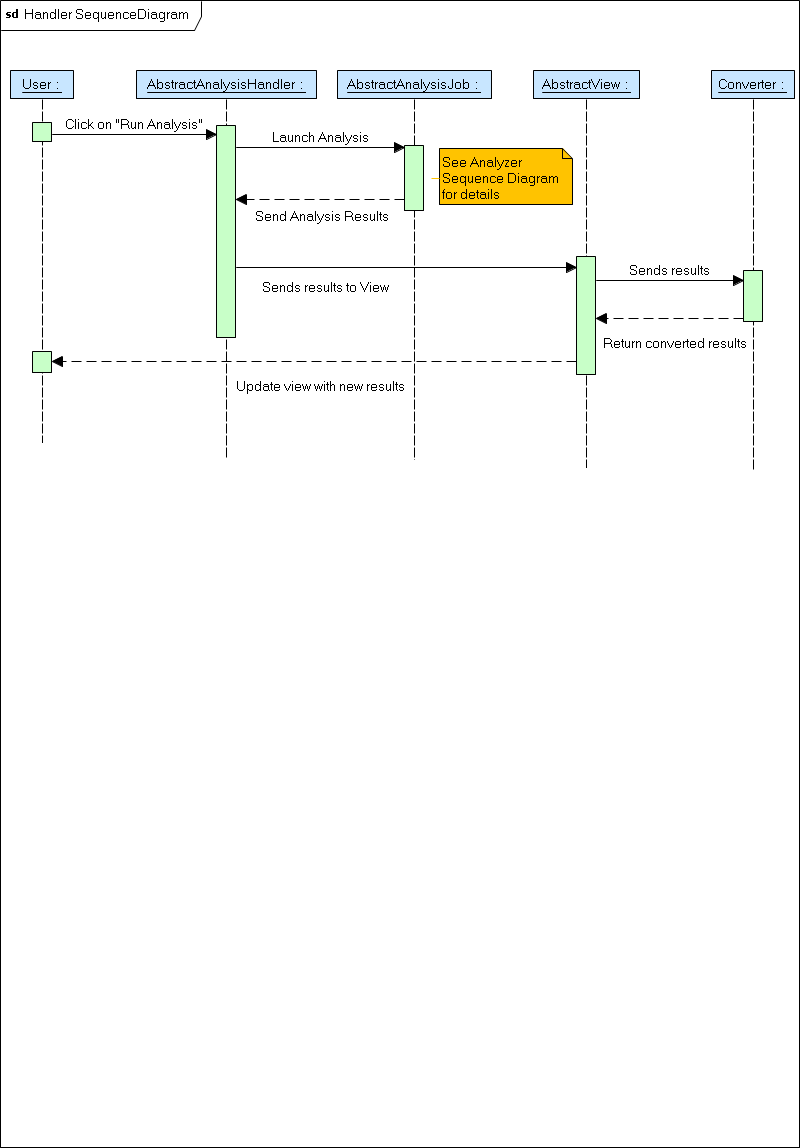 sd Handler SequenceDiagram
User :
AbstractAnalysisHandler :
AbstractAnalysisJob :
AbstractView :
Converter :
Click on "Run Analysis"
Launch Analysis
See Analyzer
Sequence Diagram
for details
Send Analysis Results
Sends results to View
Sends results
Return converted results
Update view with new results